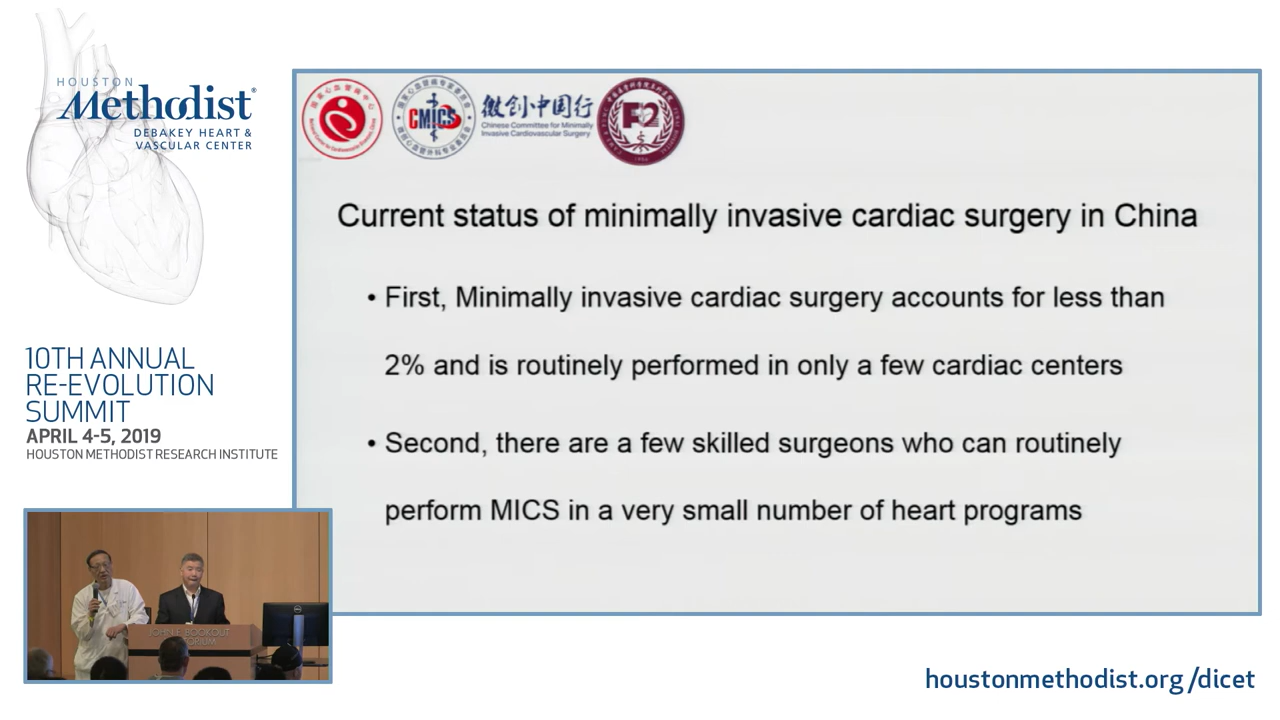 HOUSTON
Methodist®
DEBAKEY HEART &
VASCULAR CENTER
10TH ANNUAL
RE-EVOLUTION
SUMMIT
APRIL 4-5, 2019
HOUSTON METHODIST RESEARCH INSTITUTE
CMICS
微创中国行
Chinese Committee for Minimally
Invasive Cardiovascular Surgery
Current status of minimally invasive cardiac surgery in China
• First, Minimally invasive cardiac surgery accounts for less than
2% and is routinely performed in only a few cardiac centers
• Second, there are a few skilled surgeons who can routinely
perform MICS in a very small number of heart programs
houstonmethodist.org/dicet